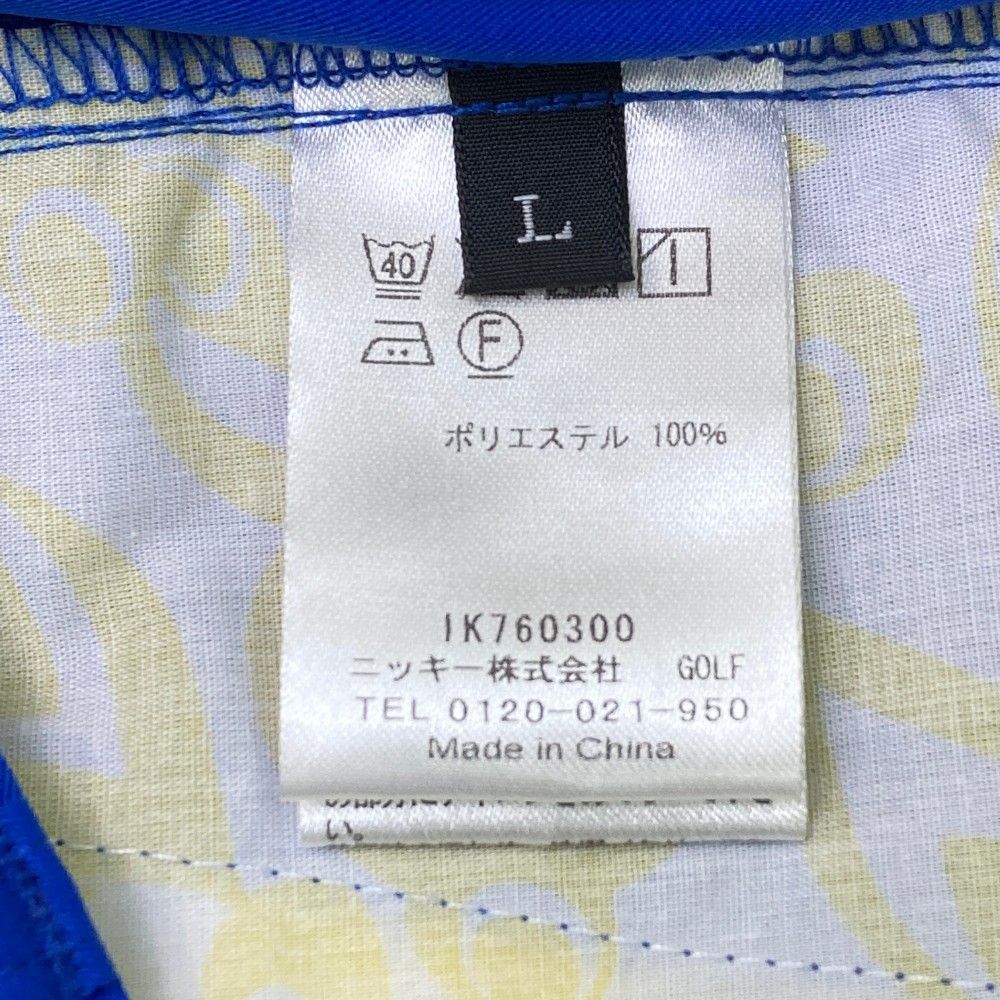 L
40
F
ポリエステル 100%
IK760300
ニッキー株式会社 GOLF
TEL 0120-021-950
Made in China
い。